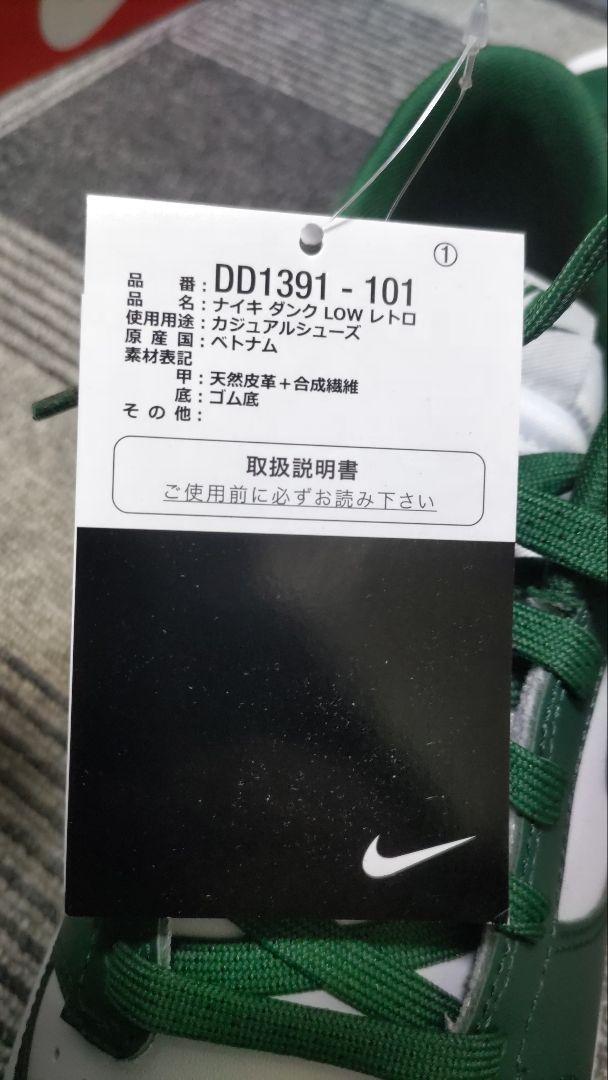 ①
品番：DD1391 - 101
品名：ナイキ ダンク LOW レトロ
使用用途：カジュアルシューズ
原産国：ベトナム
素材表記
甲：天然皮革＋合成繊維
底：ゴム底
その他：
取扱説明書
ご使用前に必ずお読み下さい